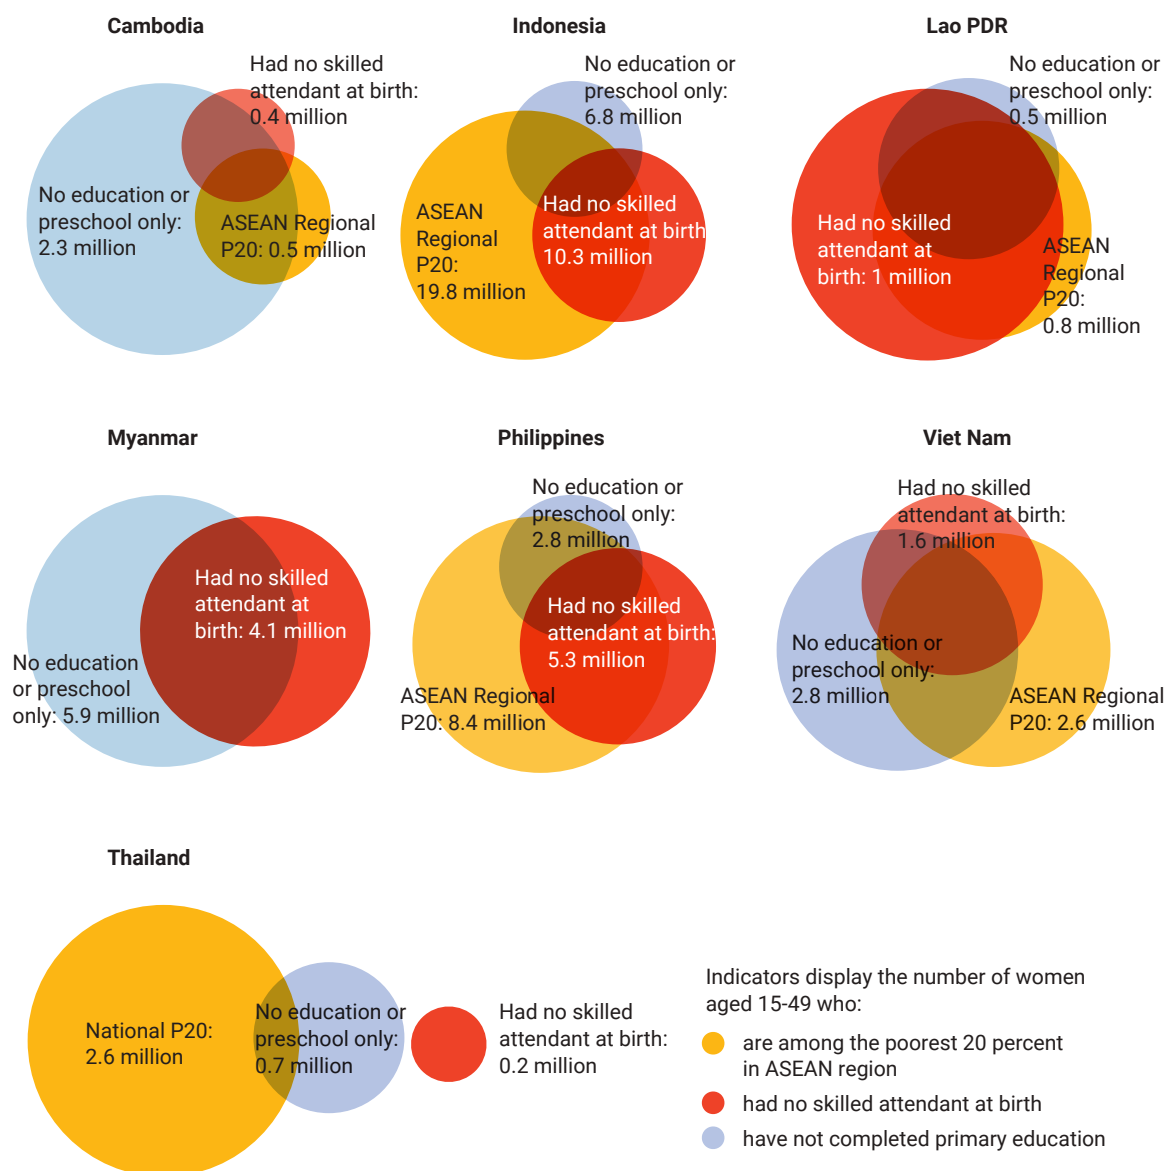 Cambodia
Had no skilled
attendant at birth:
0.4 million
No education or
preschool only:
2.3 million
ASEAN Regional
P20: 0.5 million
Indonesia
No education or
preschool only:
6.8 million
ASEAN
Regional
P20:
19.8 million
Had no skilled
attendant at birth
10.3 million
Lao PDR
No education or
preschool only:
0.5 million
Had no skilled
attendant at
birth: 1 million
ASEAN
Regional
P20:
0.8 million
Myanmar
Had no skilled
attendant at
birth: 4.1 million
No education
or preschool
only: 5.9 million
Philippines
No education or
preschool only:
2.8 million
Had no skilled
attendant at birth:
5.3 million
ASEAN Regional
P20: 8.4 million
Viet Nam
Had no skilled
attendant at birth:
1.6 million
No education or
preschool only:
2.8 million
ASEAN Regional
P20: 2.6 million
Thailand
National P20:
2.6 million
No education or
preschool only:
0.7 million
Had no skilled
attendant at birth:
0.2 million
Indicators display the number of women
aged 15-49 who:
are among the poorest 20 percent
in ASEAN region
had no skilled attendant at birth
have not completed primary education